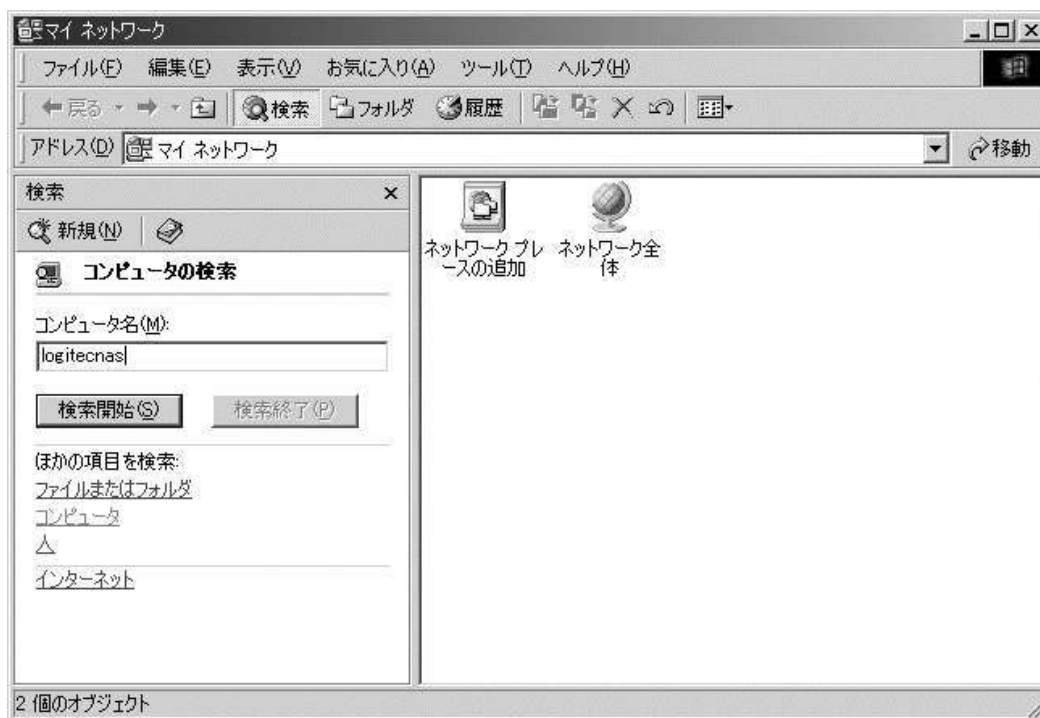 マイ ネットワーク
ファイル(F) 編集(E) 表示(V) お気に入り(A) ツール(T) ヘルプ(H)
戻る 検索 フォルダ 履歴
アドレス(D) マイ ネットワーク 移動
検索
新規(N)
コンピュータの検索
コンピュータ名(M):
logitecnas
検索開始(S) 検索終了(P)
ほかの項目を検索:
ファイルまたはフォルダ
コンピュータ
人
インターネット
ネットワーク プレ
ースの追加
ネットワーク全
体
2 個のオブジェクト